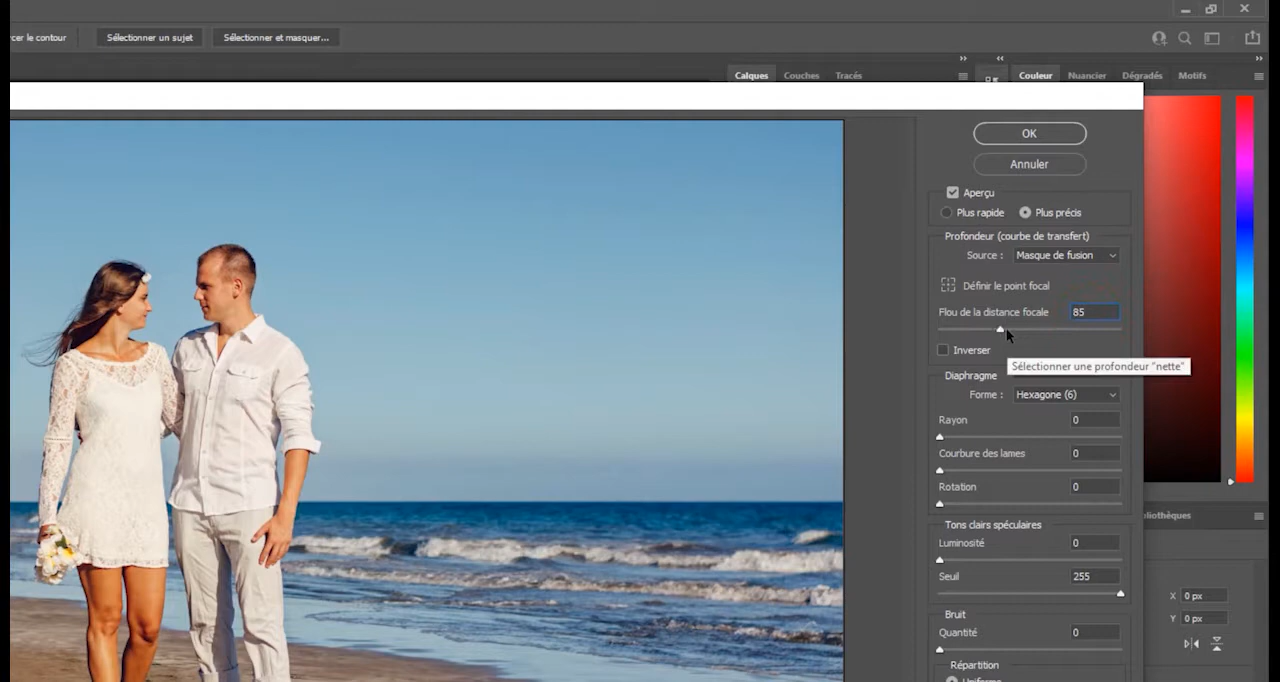 cer le contour
Sélectionner un sujet
Sélectionner et masquer...
Calques
Couches
Tracés
Couleur
Nuancier
Dégradés
Motifs
OK
Annuler
Aperçu
Plus rapide
Plus précis
Profondeur (courbe de transfert)
Source : Masque de fusion
Définir le point focal
Flou de la distance focale 85
Inverser
Sélectionner une profondeur "nette"
Diaphragme
Forme : Hexagone (6)
Rayon 0
Courbure des lames 0
Rotation 0
bliothèques
Tons clairs spéculaires
Luminosité 0
Seuil 255
X 0 px
Bruit
Y 0 px
Quantité 0
Répartition
Uniforme